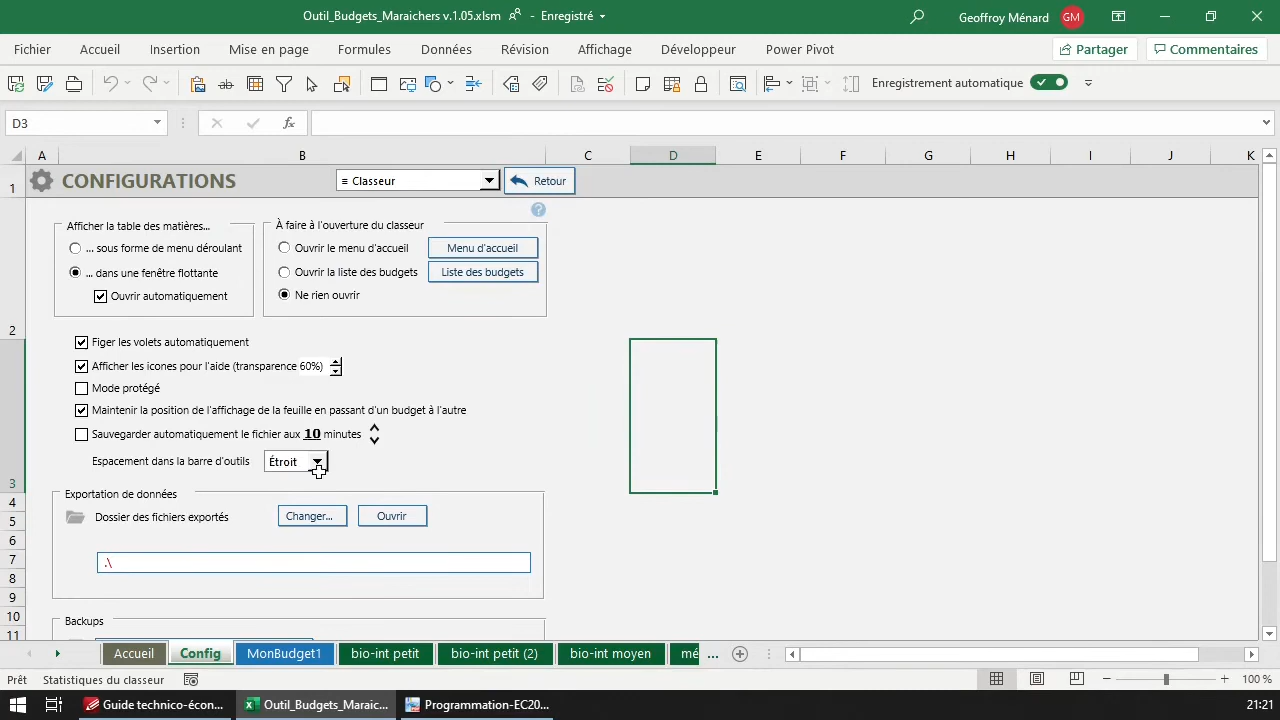 Outil_Budgets_Maraichers v.1.05.xlsm - Enregistré
Geoffroy Ménard GM
Fichier Accueil Insertion Mise en page Formules Données Révision Affichage Développeur Power Pivot Partager Commentaires
Enregistrement automatique
D3
A B C D E F G H I J K
1 CONFIGURATIONS ≡ Classeur Retour
Afficher la table des matières...
... sous forme de menu déroulant
... dans une fenêtre flottante
Ouvrir automatiquement
À faire à l'ouverture du classeur
Ouvrir le menu d'accueil Menu d'accueil
Ouvrir la liste des budgets Liste des budgets
Ne rien ouvrir
2
Figer les volets automatiquement
Afficher les icones pour l'aide (transparence 60%)
Mode protégé
Maintenir la position de l'affichage de la feuille en passant d'un budget à l'autre
Sauvegarder automatiquement le fichier aux 10 minutes
Espacement dans la barre d'outils Étroit
3
Exportation de données
4
Dossier des fichiers exportés Changer... Ouvrir
5
6
7
.\
8
9
10
Backups
11
Accueil Config MonBudget1 bio-int petit bio-int petit (2) bio-int moyen mé ...
Prêt Statistiques du classeur 100 %
Guide technico-écon... Outil_Budgets_Maraic... Programmation-EC20... 21:21